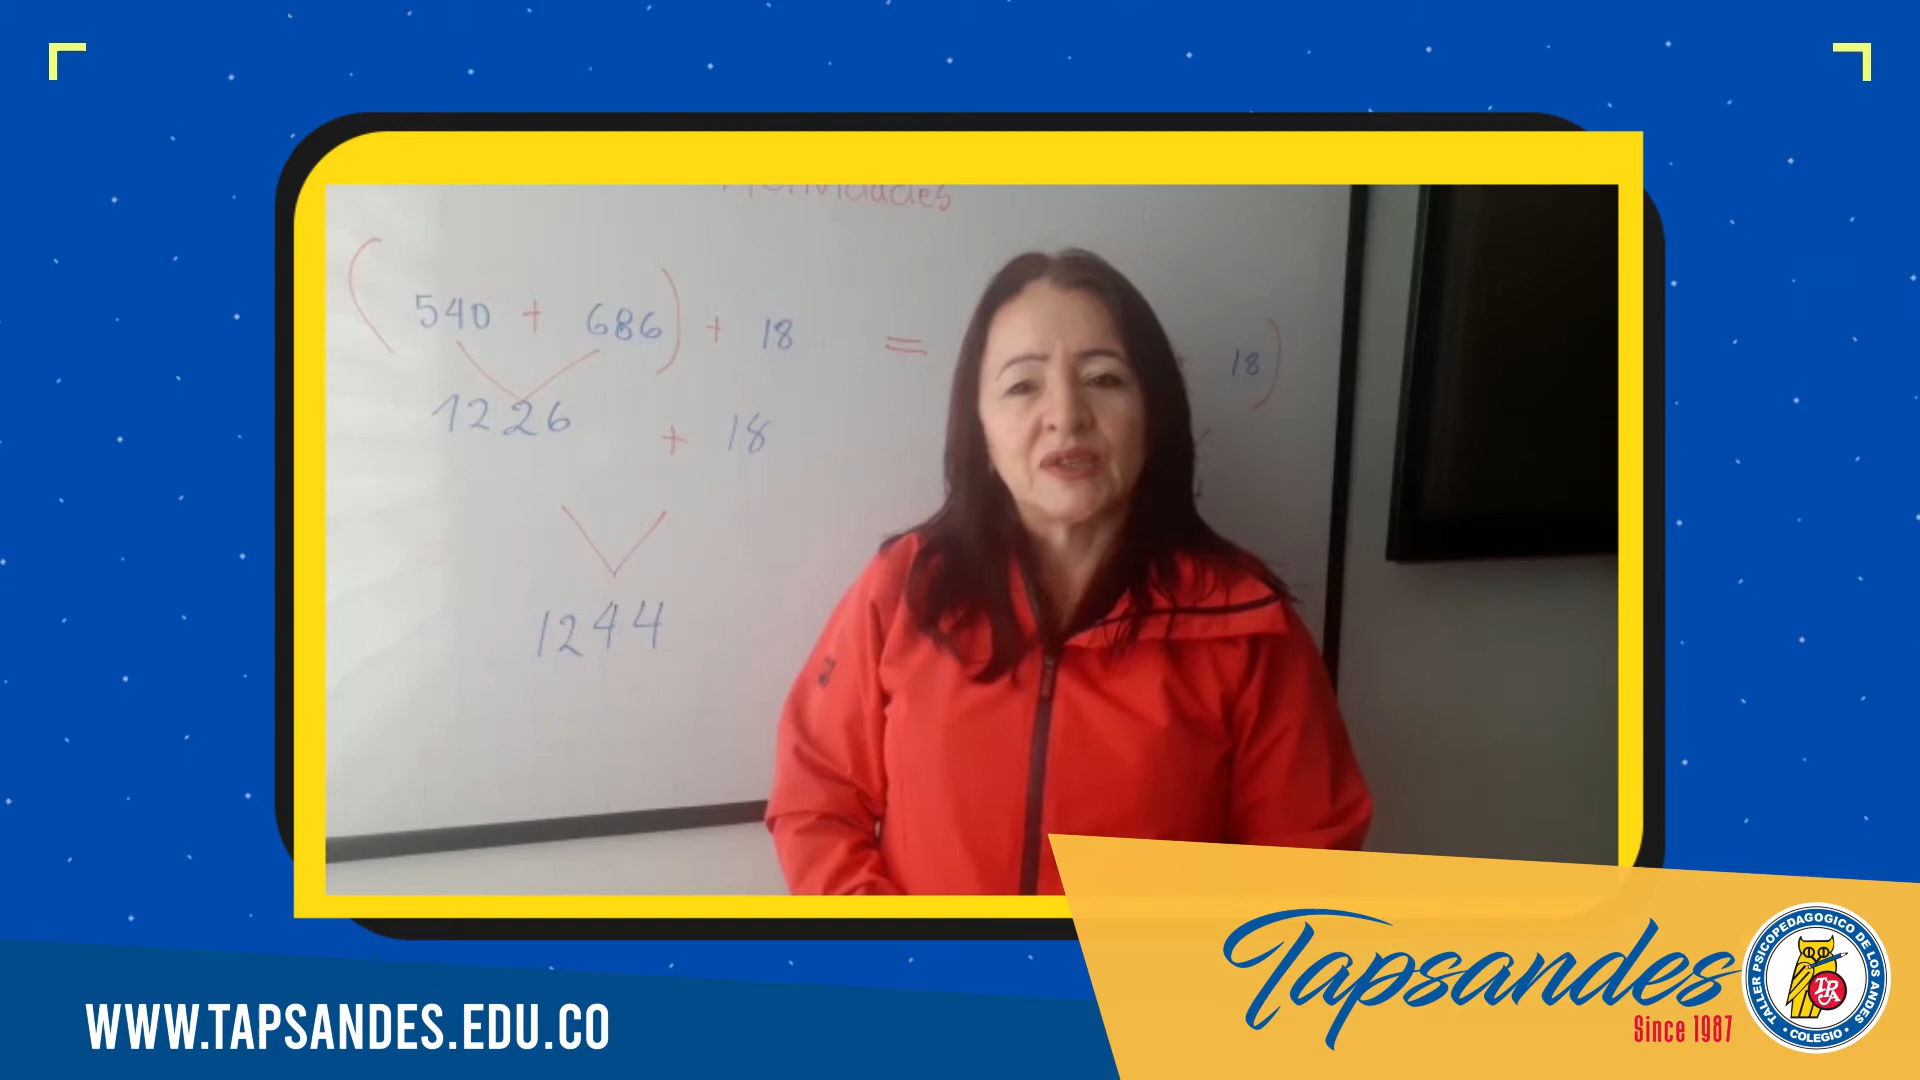 (540 + 686) + 18 = 18)
1226 + 18
1244
WWW.TAPSANDES.EDU.CO
Tapsandes
Since 1987
TALLER PSICOPEDAGOGICO DE LOS ANDES
• COLEGIO •